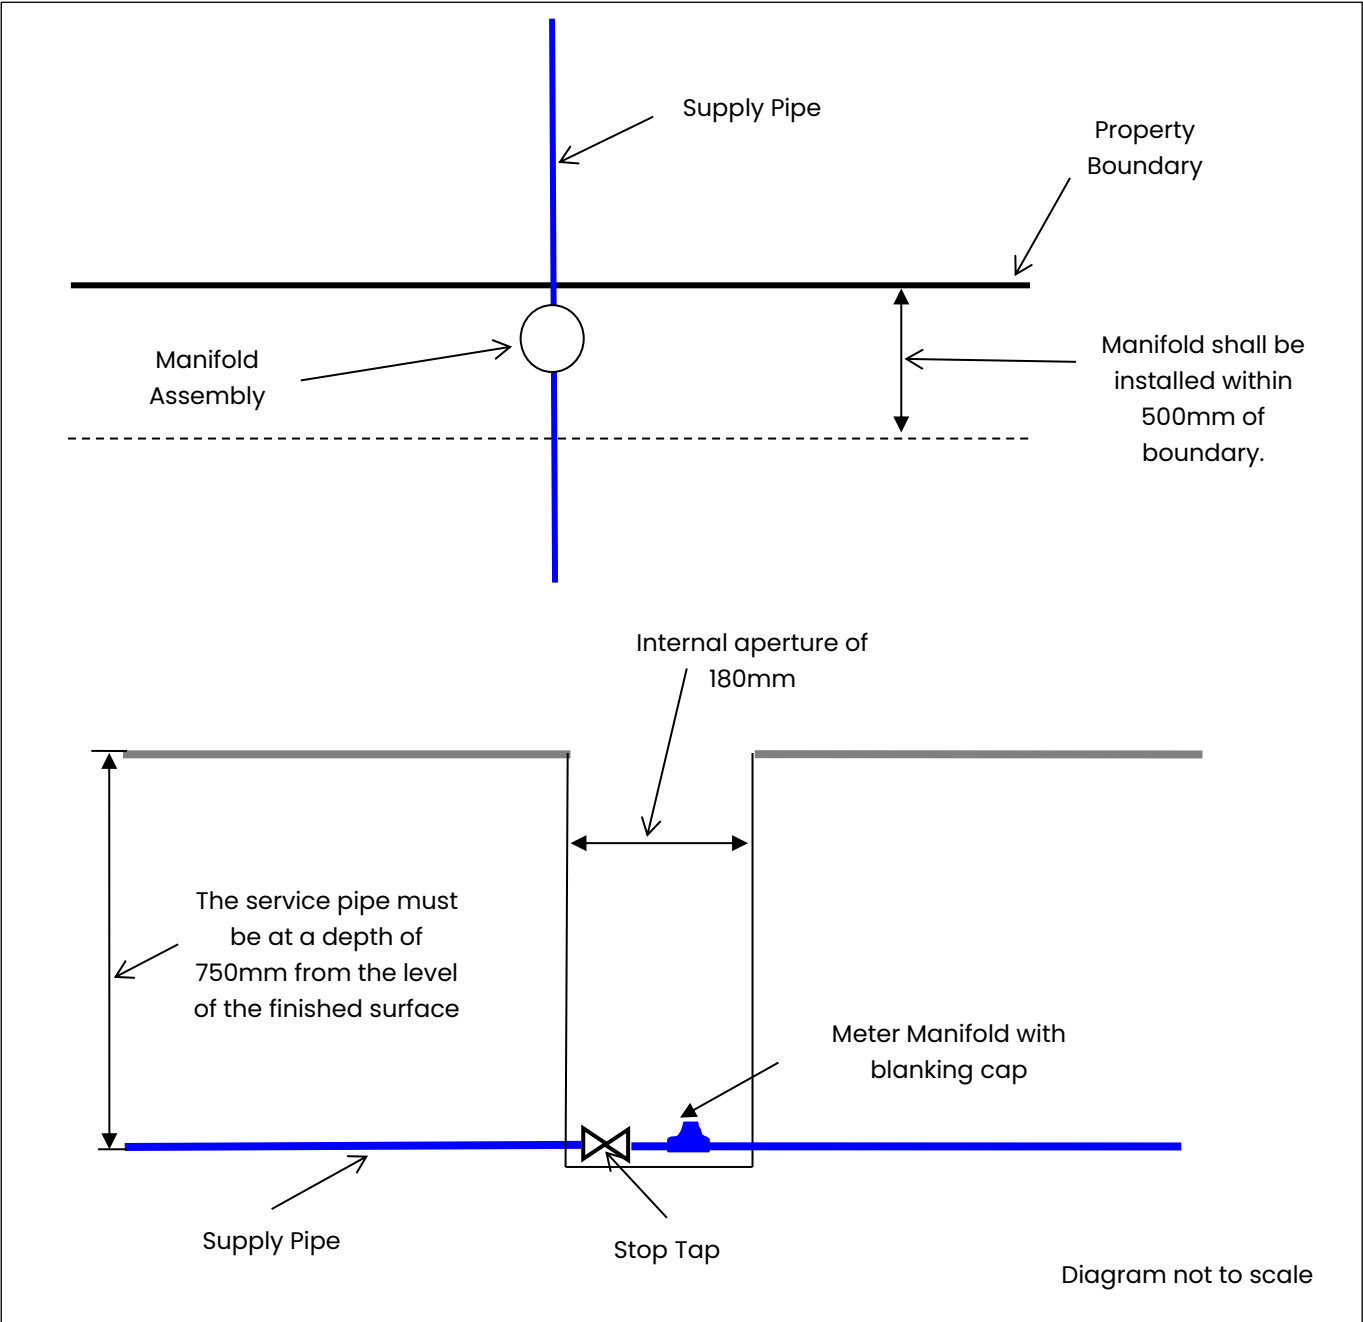 Supply Pipe
Property
Boundary
Manifold
Assembly
Manifold shall be
installed within
500mm of
boundary.
Internal aperture of
180mm
The service pipe must
be at a depth of
750mm from the level
of the finished surface
Meter Manifold with
blanking cap
Supply Pipe
Stop Tap
Diagram not to scale